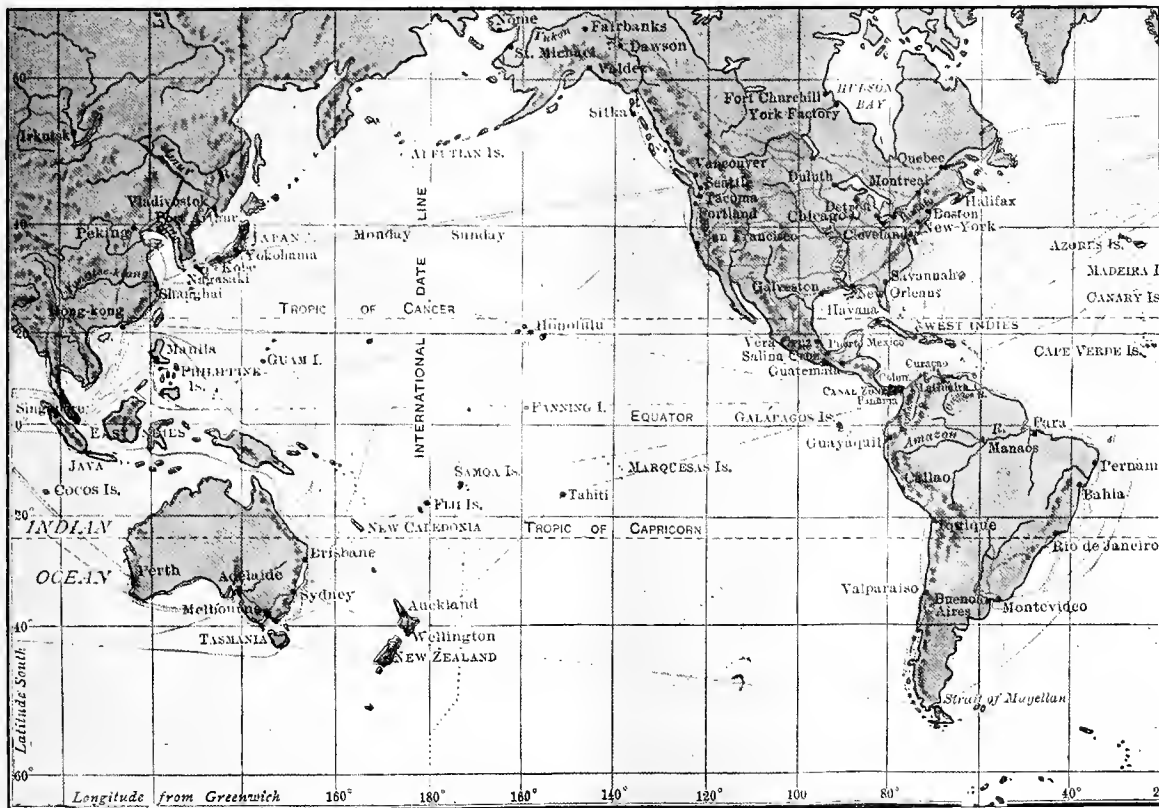 Nome
Fairbanks
Yukon
St. Michael
Dawson
Valdez
60°
Fort Churchill
York Factory
HUDSON
BAY
Irkutsk
Sitka
Amur
ALEUTIAN IS.
Quebec
Vancouver
Seattle
Tacoma
Portland
Duluth
Montreal
Halifax
Vladivostok
Port Arthur
Detroit
Chicago
Boston
Peking
40
JAPAN
Monday Sunday
San Francisco
Cleveland
New-York
AZORES IS.
Yokohama
Kobe
Nagasaki
Shanghai
MADEIRA I
Savannah
Galveston
New
Orleans
CANARY Is
Hong-kong
TROPIC OF CANCER
INTERNATIONAL DATE LINE
Havana
20
Honolulu
WEST INDIES
Manila
GUAM I.
Vera Cruz
Puerto Mexico
Salina Cruz
CAPE VERDE IS.
PHILIPPINE
IS.
Guatemala
Curaçao
Colon
CANAL ZONE
Panama
Singapore
FANNING I.
EQUATOR
GALAPAGOS IS.
0°
EAST INDIES
Para
Guayaquil
Amazon R.
Manaos
JAVA
SAMOA IS.
MARQUESAS IS.
Pernam
Callao
COCOS IS.
Tahiti
FIJI IS.
Bahia
20°
INDIAN
NEW CALEDONIA
TROPIC OF CAPRICORN
Iquique
Rio de Janeiro
Brisbane
OCEAN
Perth
Adelaide
Sydney
Valparaiso
Buenos
Aires
Montevideo
Melbourne
Auckland
40°
TASMANIA
Wellington
NEW ZEALAND
Strait of Magellan
Latitude South
60°
Longitude from Greenwich
160°
180
160°
140°
120°
100°
80°
60°
40°
2